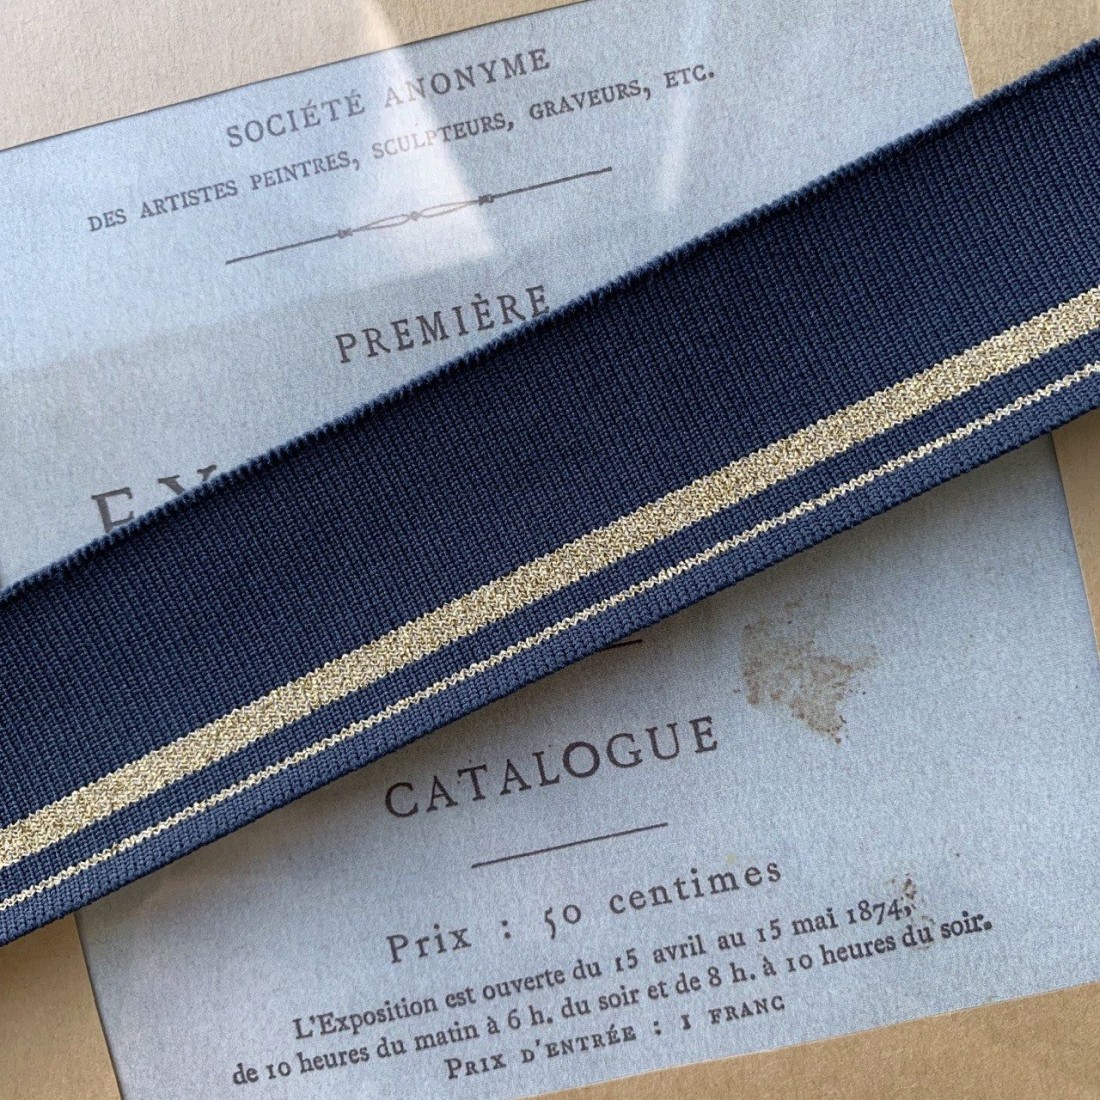 SOCIÉTÉ ANONYME
DES ARTISTES PEINTRES, SCULPTEURS, GRAVEURS, ETC.
PREMIÈRE
EX
CATALOGUE
Prix : 50 centimes
L'Exposition est ouverte du 15 avril au 15 mai 1874,
de 10 heures du matin à 6 h. du soir et de 8 h. à 10 heures du soir.
PRIX D'ENTRÉE : 1 FRANC